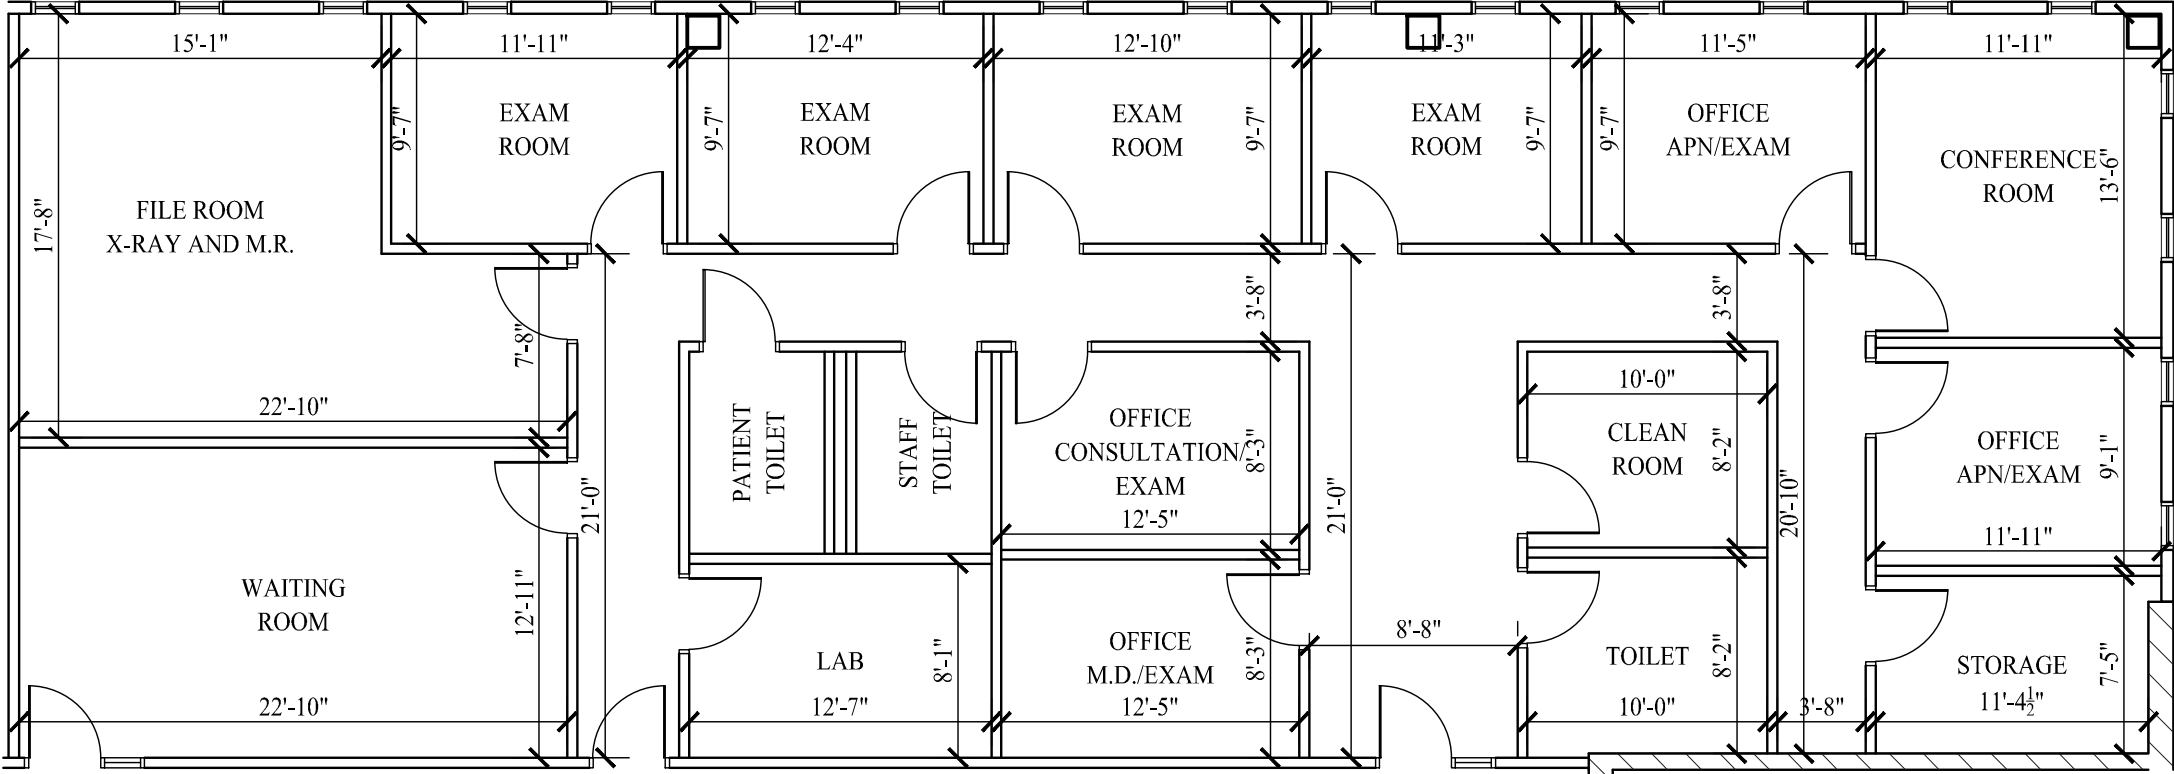 15'-1"
11'-11"
12'-4"
12'-10"
11'-3"
11'-5"
11'-11"
EXAM
ROOM
9'-7"
EXAM
ROOM
9'-7"
EXAM
ROOM
9'-7"
EXAM
ROOM
9'-7"
OFFICE
APN/EXAM
9'-7"
CONFERENCE
ROOM
13'-6"
FILE ROOM
X-RAY AND M.R.
17'-8"
7'-8"
22'-10"
3'-8"
3'-8"
PATIENT
TOILET
STAFF
TOILET
OFFICE
CONSULTATION/
EXAM
12'-5"
8'-3"
10'-0"
CLEAN
ROOM
8'-2"
OFFICE
APN/EXAM
9'-1"
11'-11"
21'-0"
21'-0"
20'-10"
WAITING
ROOM
12'-11"
22'-10"
LAB
12'-7"
8'-1"
OFFICE
M.D./EXAM
12'-5"
8'-3"
8'-8"
TOILET
10'-0"
8'-2"
3'-8"
STORAGE
11'-4½"
7'-5"